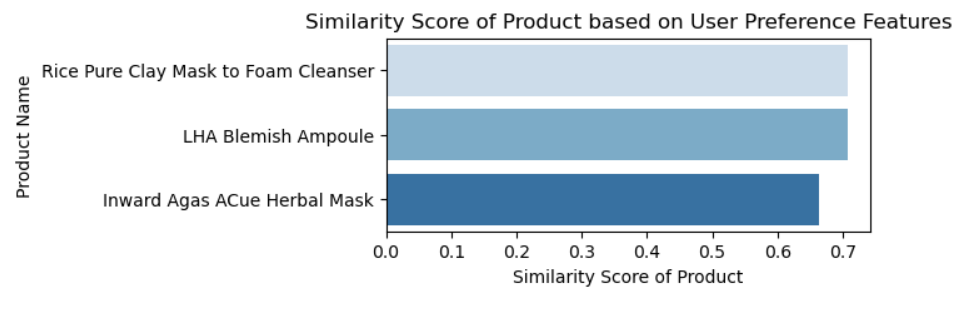 Similarity Score of Product based on User Preference Features
Product Name
Rice Pure Clay Mask to Foam Cleanser
LHA Blemish Ampoule
Inward Agas ACue Herbal Mask
0.0 0.1 0.2 0.3 0.4 0.5 0.6 0.7
Similarity Score of Product